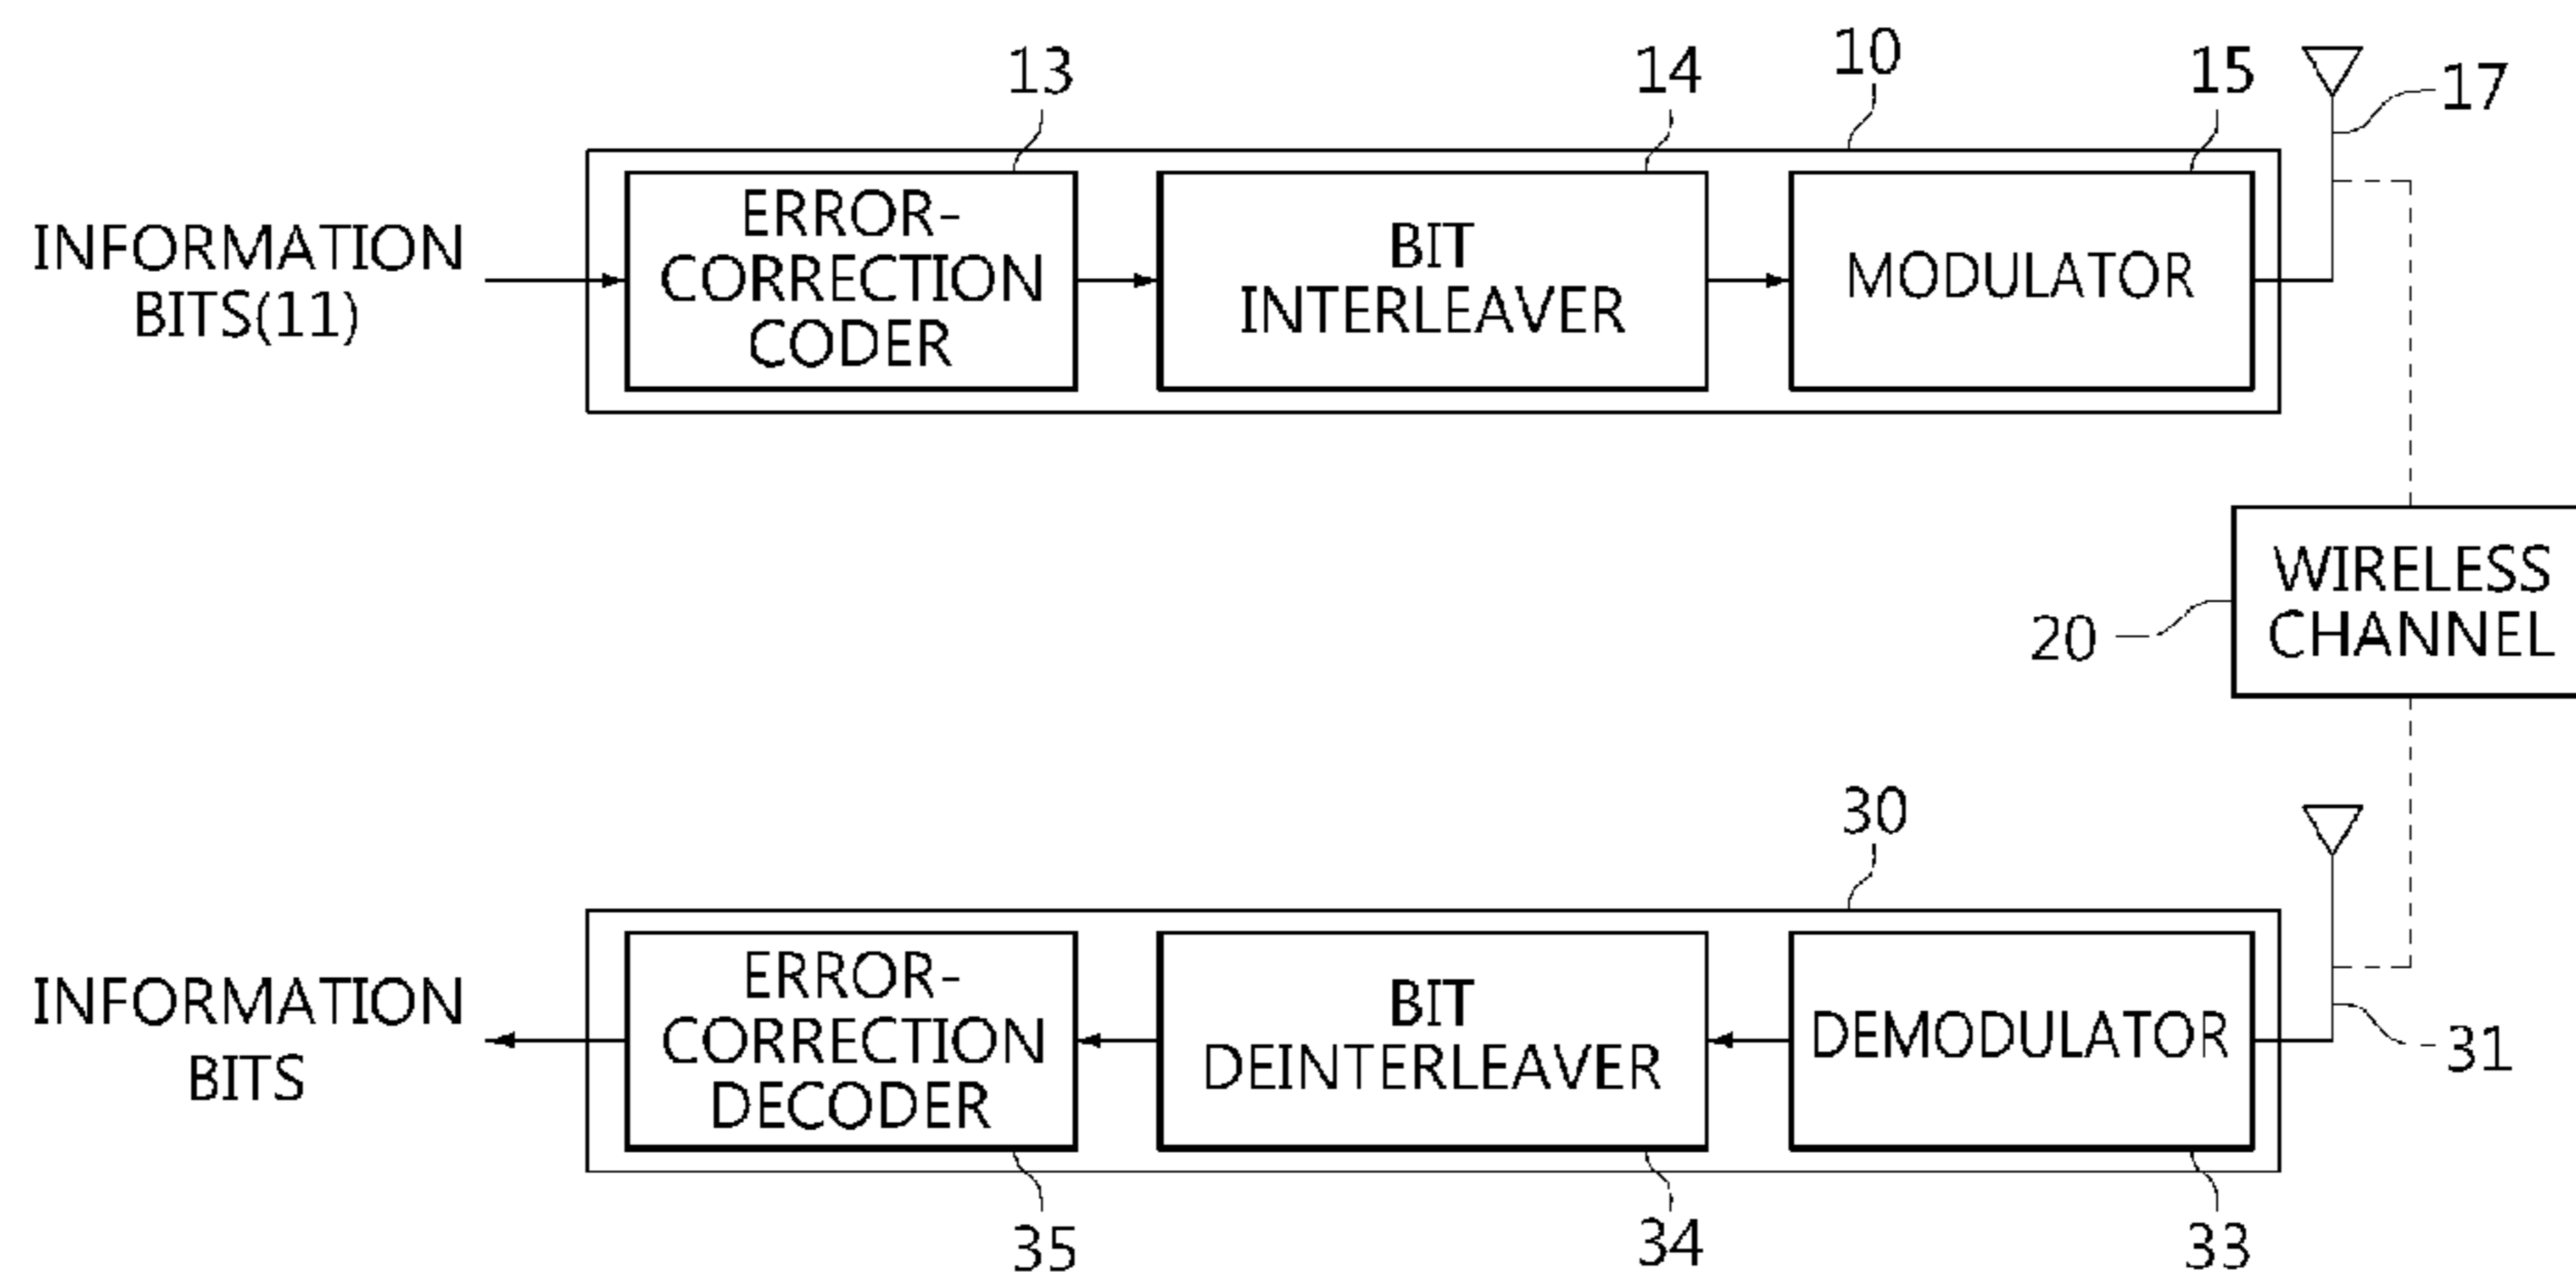 13
14
10
15
17
INFORMATION
BITS(11)
ERROR-
CORRECTION
CODER
BIT
INTERLEAVER
MODULATOR
WIRELESS
CHANNEL
20
30
INFORMATION
BITS
ERROR-
CORRECTION
DECODER
BIT
DEINTERLEAVER
DEMODULATOR
31
35
34
33